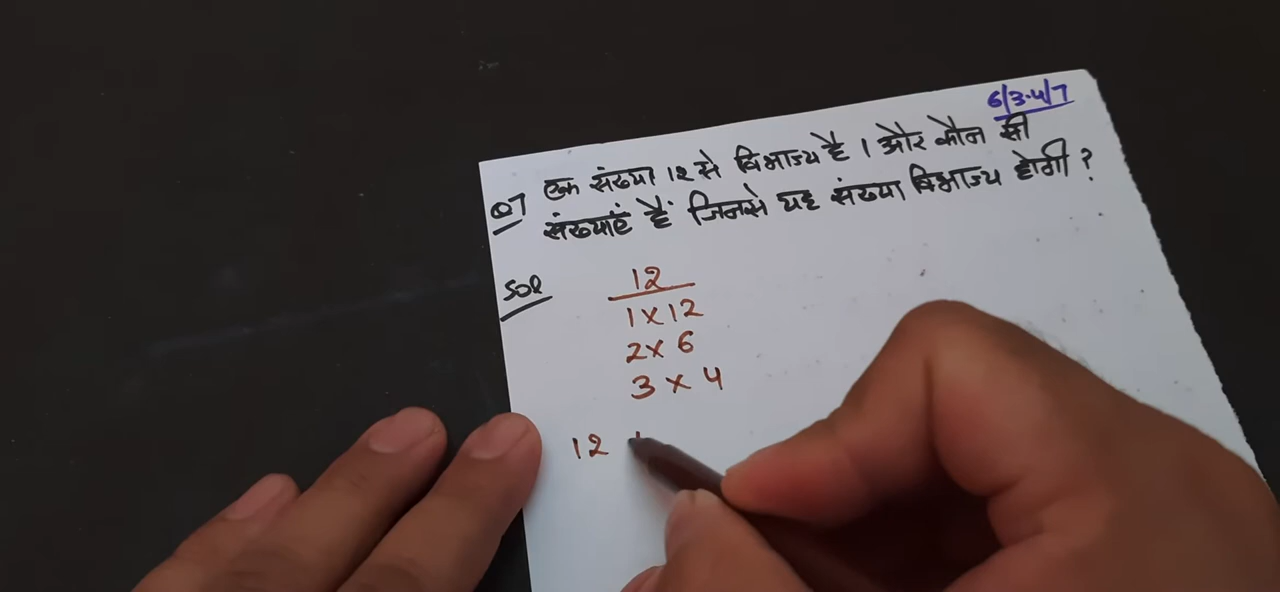 6/3.4/7
Q7 एक संख्या 12 से विभाज्य है । और कौन सी
संख्याएं हैं जिनसे यह संख्या विभाज्य होगी ?
Sol 12
1 x 12
2 x 6
3 x 4
12